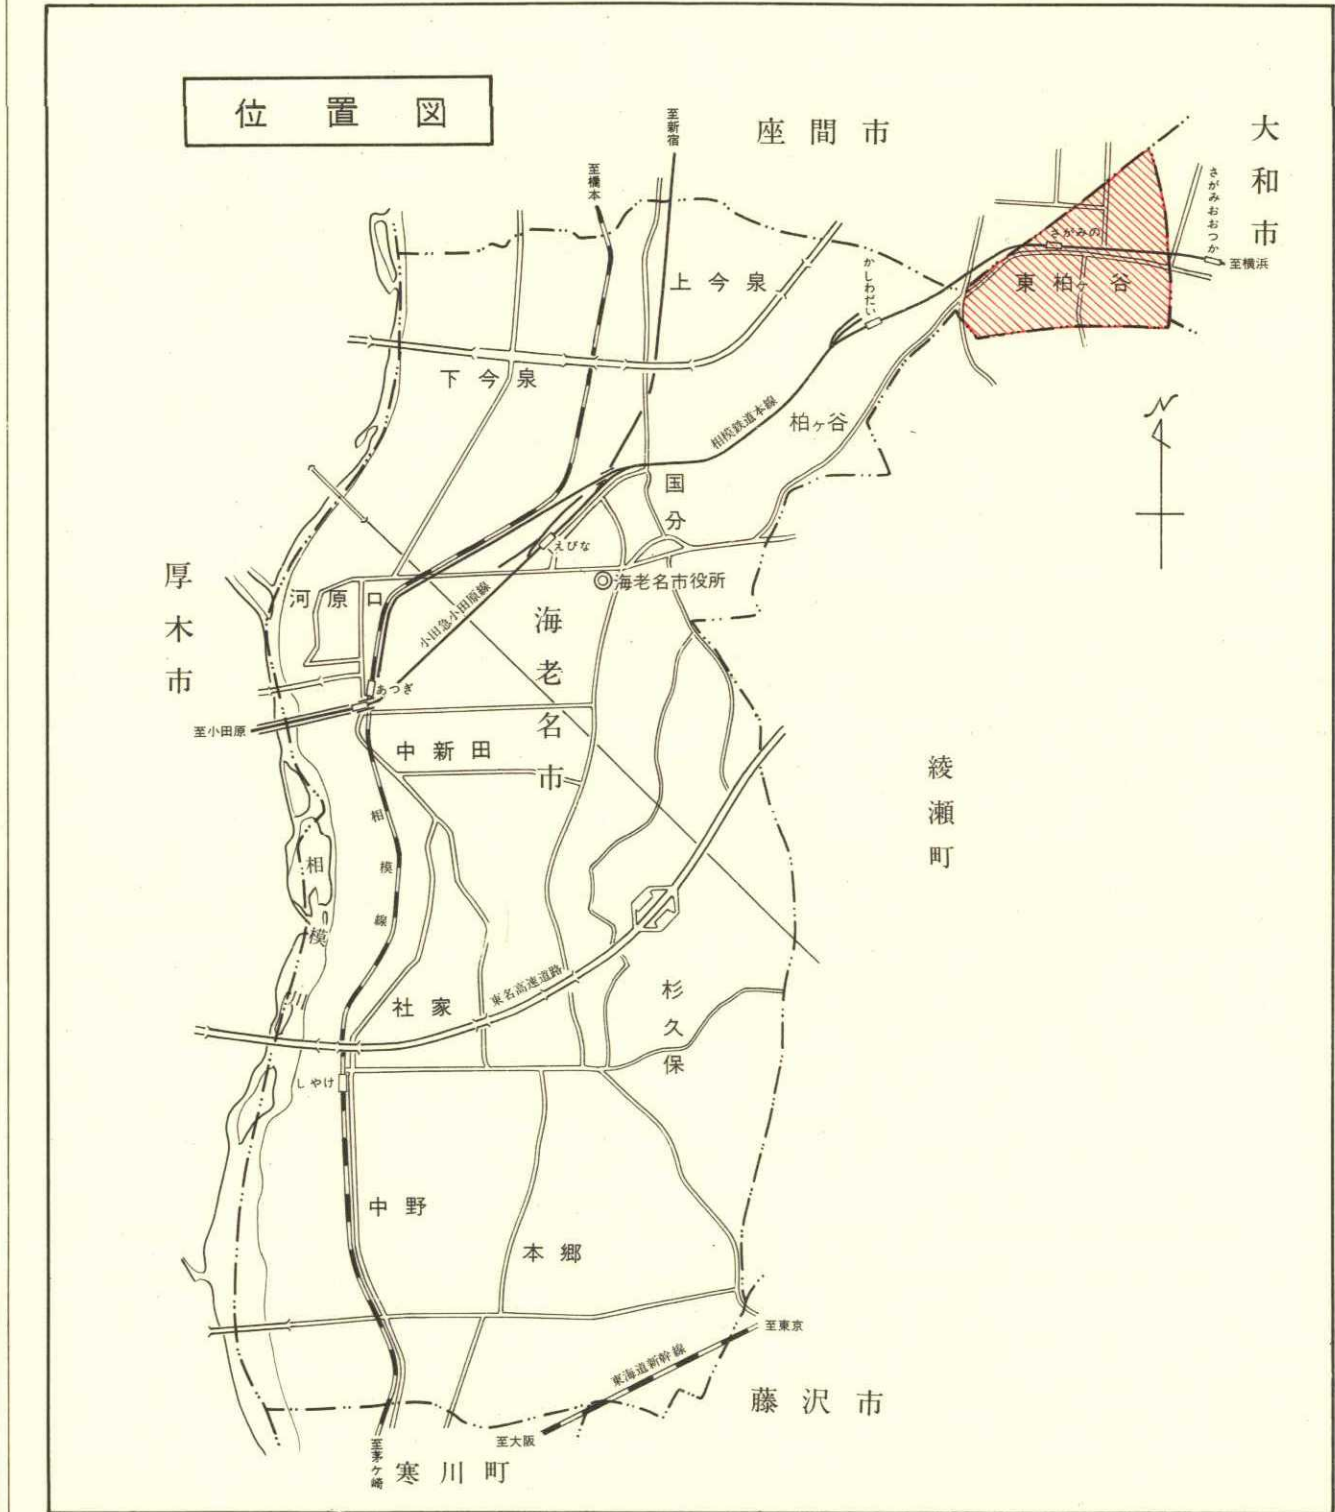 位置図
至新宿
座間市
大和市
至橋本
さがみおおつか
さがみの
至横浜
上今泉
かしわだい
東柏ヶ谷
下今泉
相模鉄道本線
柏ヶ谷
国分
えびな
厚木市
河原口
海老名市役所
小田急小田原線
海老名市
あつぎ
至小田原
中新田
綾瀬町
相模線
相模
東名高速道路
社家
杉久保
しやけ
中野
本郷
至東京
東海道新幹線
藤沢市
至大阪
至茅ケ崎
寒川町
N